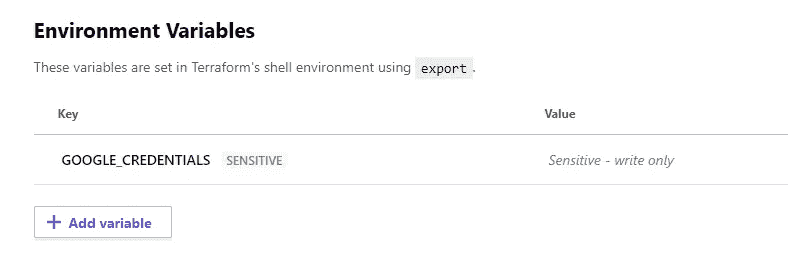 Environment Variables
These variables are set in Terraform's shell environment using export.
Key Value
GOOGLE_CREDENTIALS SENSITIVE Sensitive - write only
+ Add variable